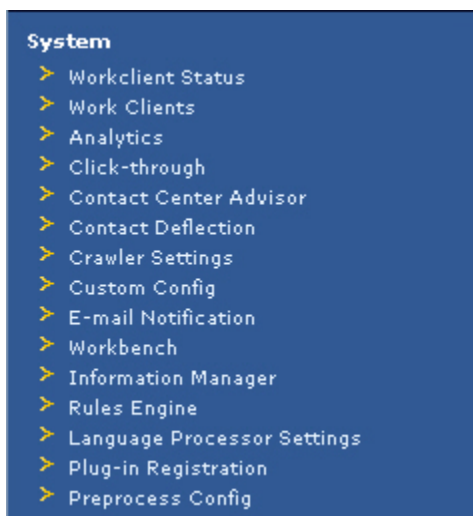 System
Workclient Status
Work Clients
Analytics
Click-through
Contact Center Advisor
Contact Deflection
Crawler Settings
Custom Config
E-mail Notification
Workbench
Information Manager
Rules Engine
Language Processor Settings
Plug-in Registration
Preprocess Config